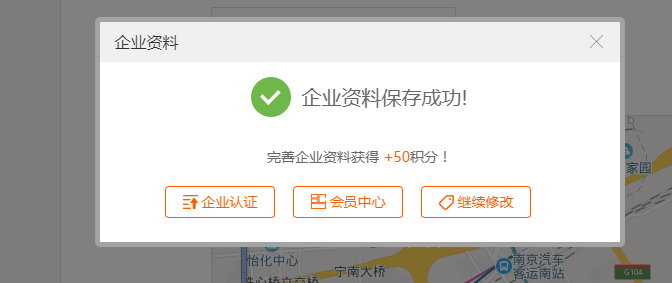 企业资料
企业资料保存成功!
完善企业资料获得 +50积分！
企业认证
会员中心
继续修改
家园
怡化中心
宁南大桥
南京汽车
客运南站
G104